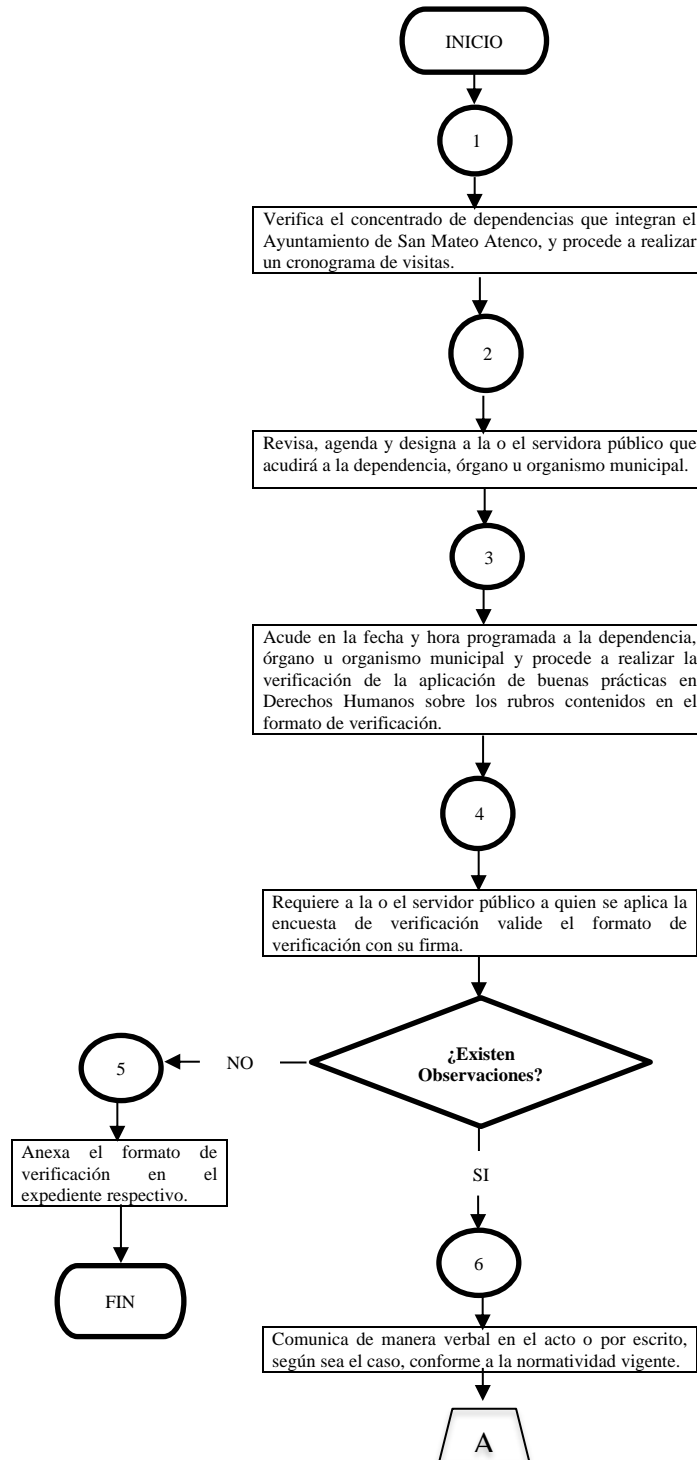 INICIO
1
Verifica el concentrado de dependencias que integran el
Ayuntamiento de San Mateo Atenco, y procede a realizar
un cronograma de visitas.
2
Revisa, agenda y designa a la o el servidora público que
acudirá a la dependencia, órgano u organismo municipal.
3
Acude en la fecha y hora programada a la dependencia,
órgano u organismo municipal y procede a realizar la
verificación de la aplicación de buenas prácticas en
Derechos Humanos sobre los rubros contenidos en el
formato de verificación.
4
Requiere a la o el servidor público a quien se aplica la
encuesta de verificación valide el formato de
verificación con su firma.
¿Existen
Observaciones?
NO
5
Anexa el formato de
verificación en el
expediente respectivo.
FIN
SI
6
Comunica de manera verbal en el acto o por escrito,
según sea el caso, conforme a la normatividad vigente.
A